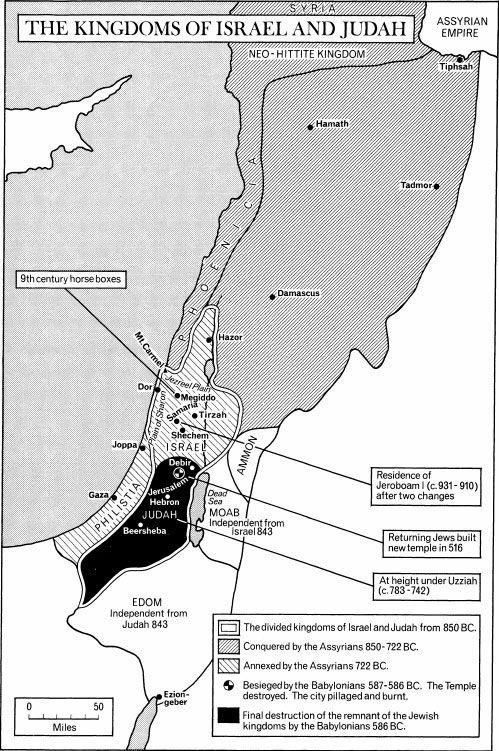 THE KINGDOMS OF ISRAEL AND JUDAH
SYRIA
ASSYRIAN
EMPIRE
NEO-HITTITE KINGDOM
Tiphsah
Hamath
Tadmor
PHOENICIA
9th century horse boxes
Damascus
Hazor
Mt. Carmel
Jezreel Plain
Dor
Megiddo
Plain of Sharon
Samaria
Tirzah
Shechem
ISRAEL
Joppa
AMMON
Debir
Residence of
Jeroboam I (c.931-910)
after two changes
Jerusalem
Gaza
PHILISTIA
Hebron
Dead
Sea
JUDAH
MOAB
Independent from
Israel 843
Beersheba
Returning Jews built
new temple in 516
At height under Uzziah
(c.783-742)
EDOM
Independent from
Judah 843
The divided kingdoms of Israel and Judah from 850 BC.
Conquered by the Assyrians 850-722 BC.
Annexed by the Assyrians 722 BC.
Besieged by the Babylonians 587-586 BC. The Temple
destroyed. The city pillaged and burnt.
Final destruction of the remnant of the Jewish
kingdoms by the Babylonians 586 BC.
Ezion-
geber
0 50
Miles